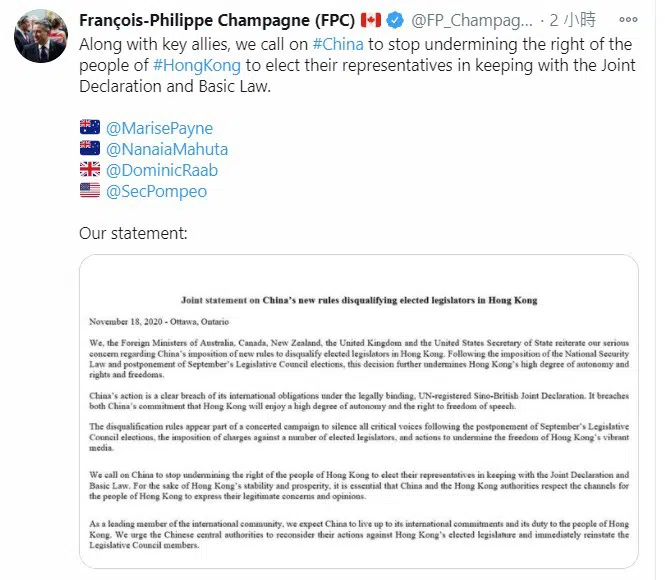 François-Philippe Champagne (FPC) 🇨🇦 @FP_Champag... · 2 小時
Along with key allies, we call on #China to stop undermining the right of the
people of #HongKong to elect their representatives in keeping with the Joint
Declaration and Basic Law.
@MarisePayne
@NanaiaMahuta
@DominicRaab
@SecPompeo
Our statement:
Joint statement on China's new rules disqualifying elected legislators in Hong Kong
November 18, 2020 - Ottawa, Ontario
We, the Foreign Ministers of Australia, Canada, New Zealand, the United Kingdom and the United States Secretary of State reiterate our serious
concern regarding China's imposition of new rules to disqualify elected legislators in Hong Kong. Following the imposition of the National Security
Law and postponement of September's Legislative Council elections, this decision further undermines Hong Kong's high degree of autonomy and
rights and freedoms.
China's action is a clear breach of its international obligations under the legally binding, UN-registered Sino-British Joint Declaration. It breaches
both China's commitment that Hong Kong will enjoy a high degree of autonomy and the right to freedom of speech.
The disqualification rules appear part of a concerted campaign to silence all critical voices following the postponement of September's Legislative
Council elections, the imposition of charges against a number of elected legislators, and actions to undermine the freedom of Hong Kong's vibrant
media.
We call on China to stop undermining the right of the people of Hong Kong to elect their representatives in keeping with the Joint Declaration and
Basic Law. For the sake of Hong Kong's stability and prosperity, it is essential that China and the Hong Kong authorities respect the channels for
the people of Hong Kong to express their legitimate concerns and opinions.
As a leading member of the international community, we expect China to live up to its international commitments and its duty to the people of Hong
Kong. We urge the Chinese central authorities to reconsider their actions against Hong Kong's elected legislature and immediately reinstate the
Legislative Council members.